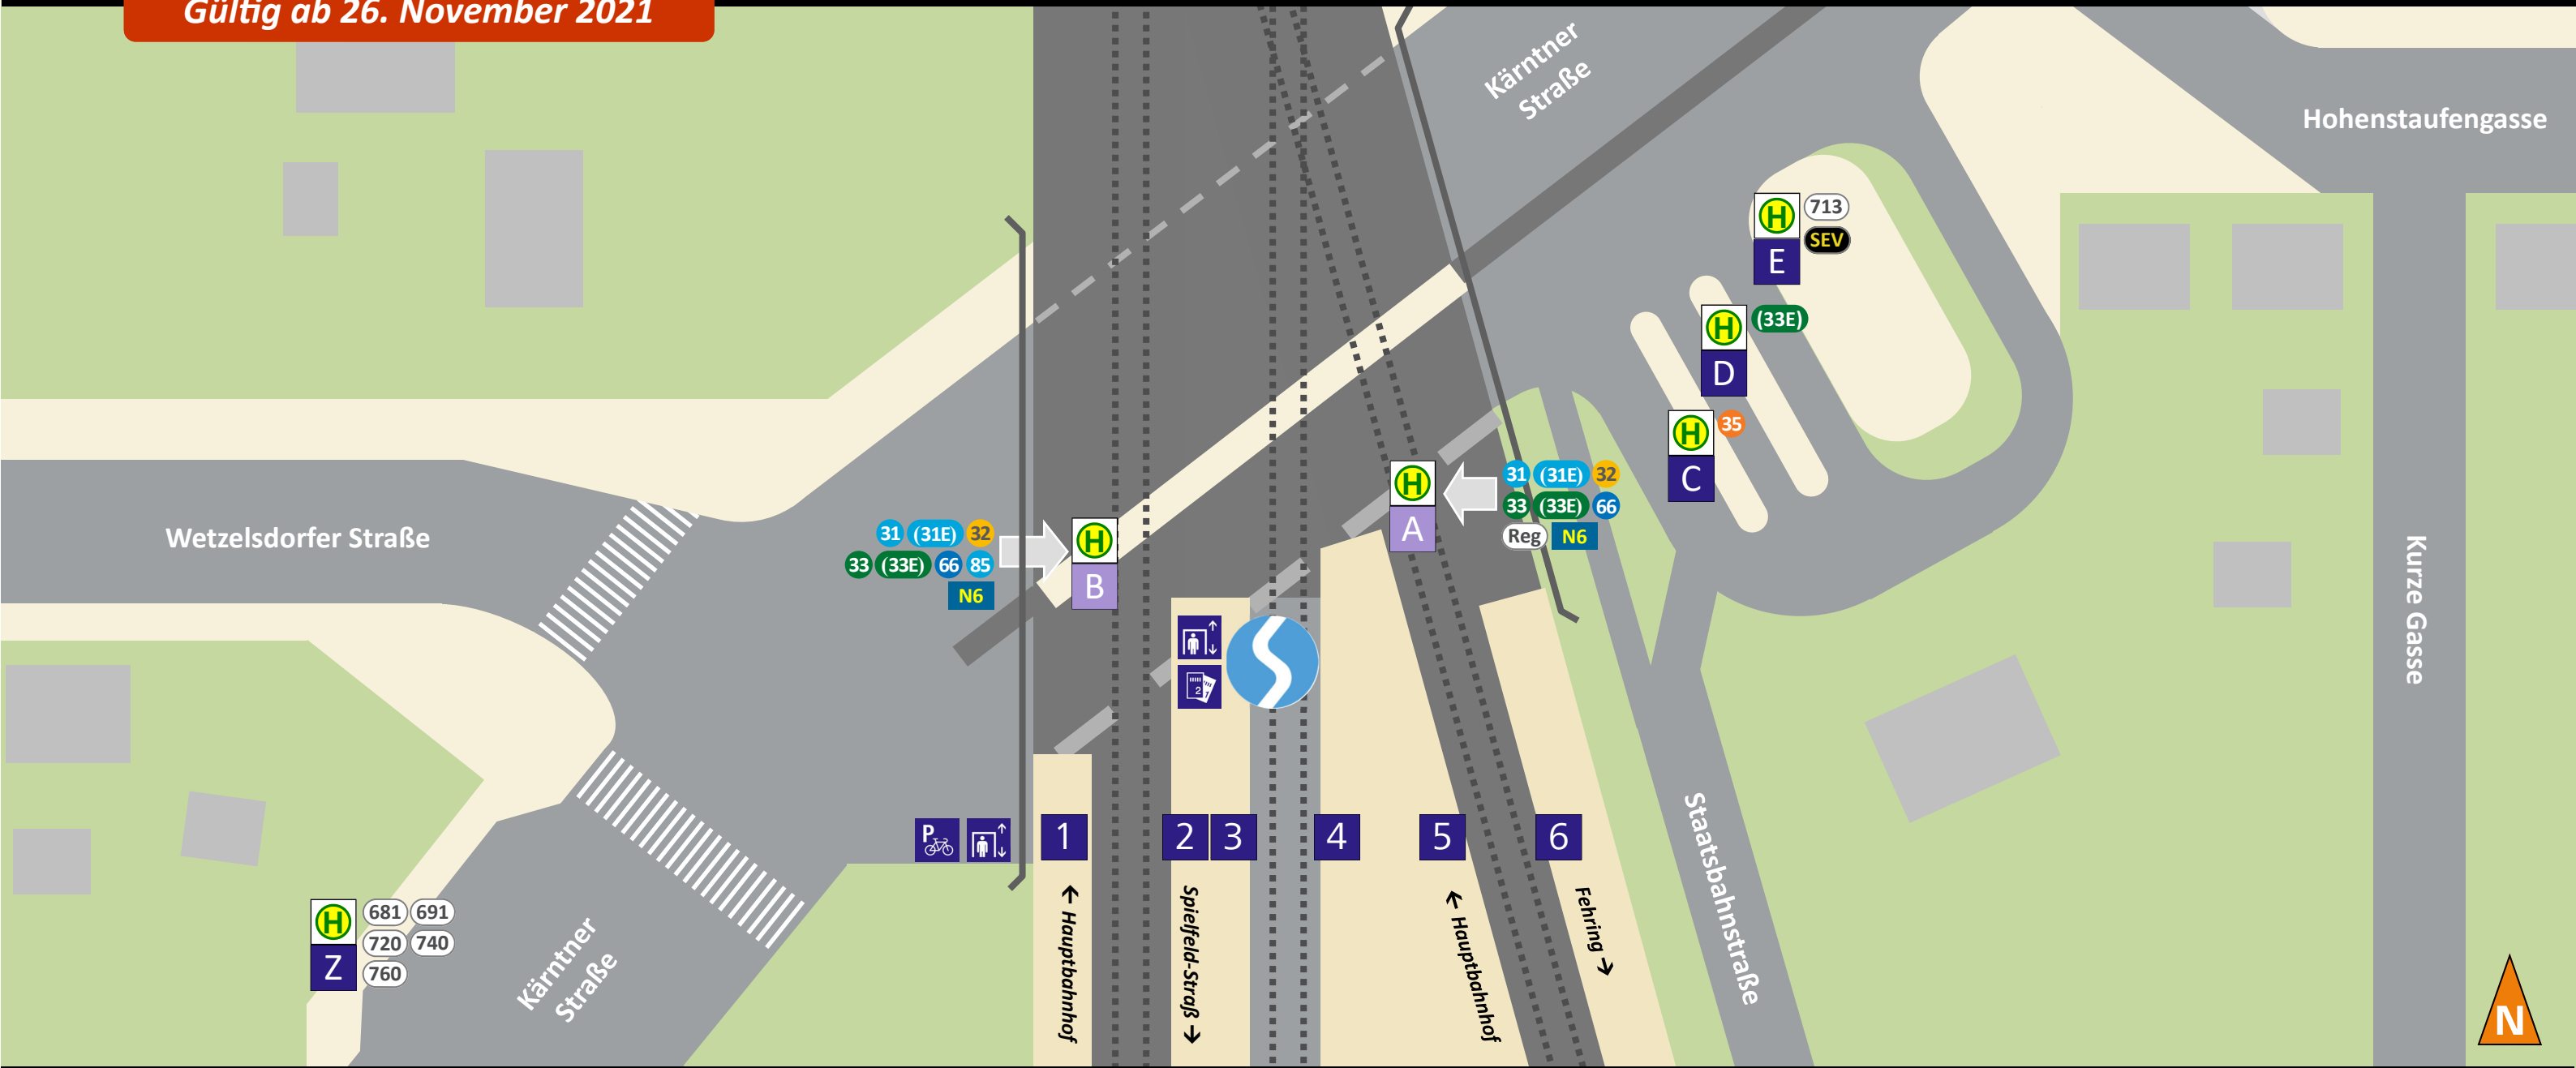 Gültig ab 26. November 2021
Kärntner
Straße
Hohenstaufengasse
H 713
E SEV
H (33E)
D
H 35
C
Wetzelsdorfer Straße
31 (31E) 32
33 (33E) 66 85
N6
H
B
H
A
31 (31E) 32
33 (33E) 66
Reg N6
Kurze Gasse
2 1
P
1
2
3
4
5
6
← Hauptbahnhof
Spielfeld-Straß →
← Hauptbahnhof
Fehring →
Staatsbahnstraße
H 681 691
720 740
Z 760
Kärntner
Straße
N